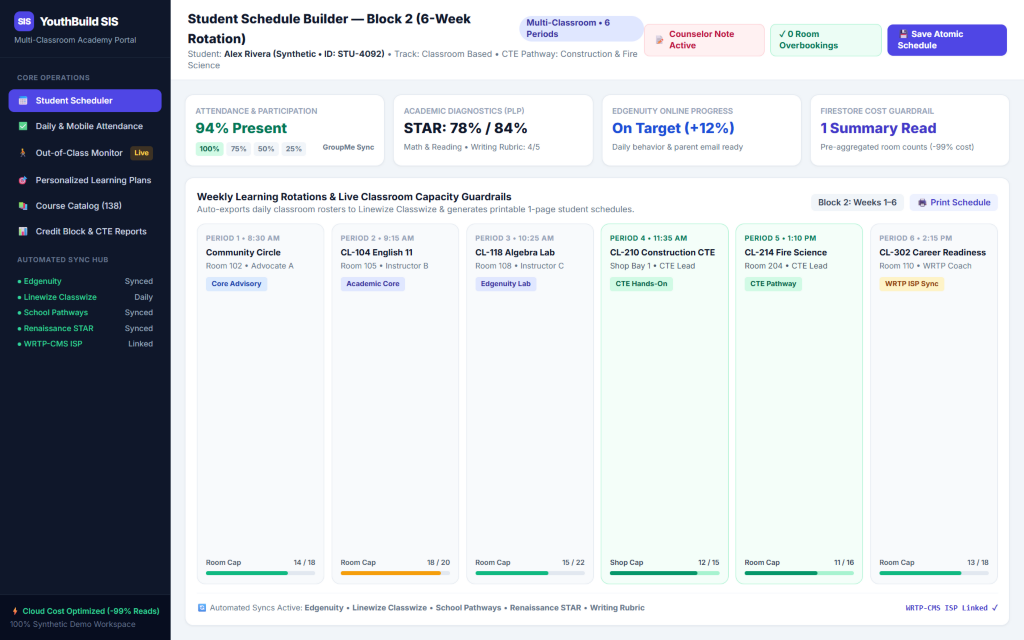 SIS YouthBuild SIS
Multi-Classroom Academy Portal
CORE OPERATIONS
Student Scheduler
Daily & Mobile Attendance
Out-of-Class Monitor Live
Personalized Learning Plans
Course Catalog (138)
Credit Block & CTE Reports
AUTOMATED SYNC HUB
• Edgenuity Synced
• Linewize Classwize Daily
• School Pathways Synced
• Renaissance STAR Synced
• WRTP-CMS ISP Linked
⚡ Cloud Cost Optimized (-99% Reads)
100% Synthetic Demo Workspace
Student Schedule Builder — Block 2 (6-Week
Rotation)
Multi-Classroom • 6
Periods
Student: Alex Rivera (Synthetic • ID: STU-4092) • Track: Classroom Based • CTE Pathway: Construction & Fire
Science
Counselor Note
Active
✓ 0 Room
Overbookings
💾 Save Atomic
Schedule
ATTENDANCE & PARTICIPATION
94% Present
100% 75% 50% 25% GroupMe Sync
ACADEMIC DIAGNOSTICS (PLP)
STAR: 78% / 84%
Math & Reading • Writing Rubric: 4/5
EDGENUITY ONLINE PROGRESS
On Target (+12%)
Daily behavior & parent email ready
FIRESTORE COST GUARDRAIL
1 Summary Read
Pre-aggregated room counts (-99% cost)
Weekly Learning Rotations & Live Classroom Capacity Guardrails
Auto-exports daily classroom rosters to Linewize Classwize & generates printable 1-page student schedules.
Block 2: Weeks 1–6
🖨 Print Schedule
PERIOD 1 • 8:30 AM
Community Circle
Room 102 • Advocate A
Core Advisory
Room Cap 14 / 18
PERIOD 2 • 9:15 AM
CL-104 English 11
Room 105 • Instructor B
Academic Core
Room Cap 18 / 20
PERIOD 3 • 10:25 AM
CL-118 Algebra Lab
Room 108 • Instructor C
Edgenuity Lab
Room Cap 15 / 22
PERIOD 4 • 11:35 AM
CL-210 Construction CTE
Shop Bay 1 • CTE Lead
CTE Hands-On
Shop Cap 12 / 15
PERIOD 5 • 1:10 PM
CL-214 Fire Science
Room 204 • CTE Lead
CTE Pathway
Room Cap 11 / 16
PERIOD 6 • 2:15 PM
CL-302 Career Readiness
Room 110 • WRTP Coach
WRTP ISP Sync
Room Cap 13 / 18
Automated Syncs Active: Edgenuity • Linewize Classwize • School Pathways • Renaissance STAR • Writing Rubric
WRTP-CMS ISP Linked ✓